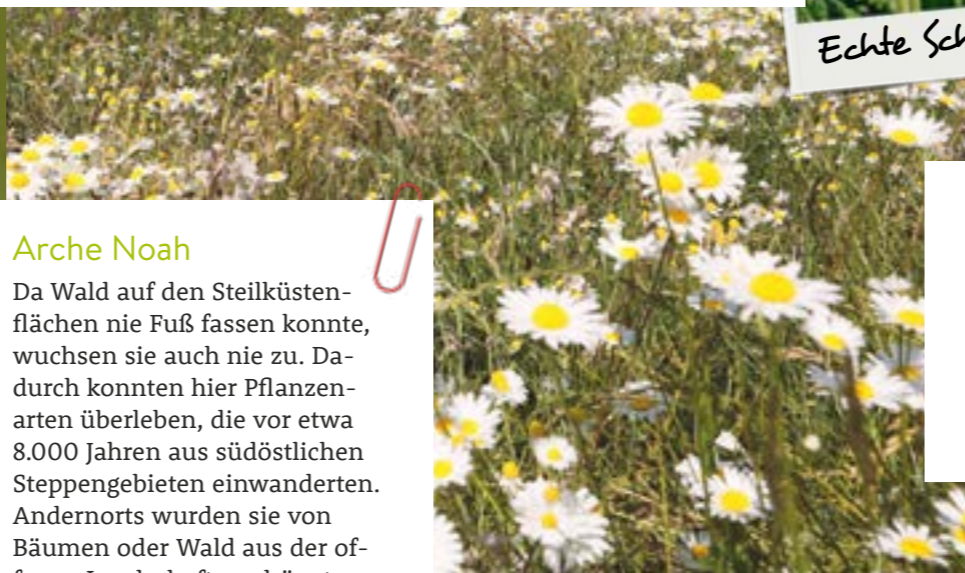 Echte
Arche Noah
Da Wald auf den Steilküsten-
flächen nie Fuß fassen konnte,
wuchsen sie auch nie zu. Da-
durch konnten hier Pflanzen-
arten überleben, die vor etwa
8.000 Jahren aus südöstlichen
Steppengebieten einwanderten.
Andernorts wurden sie von
Bäumen oder Wald aus der of-